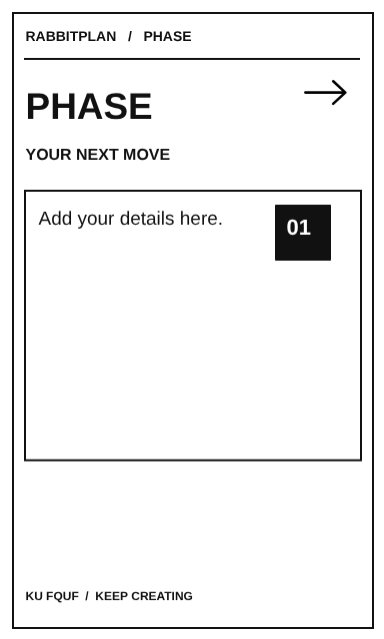 RABBITPLAN / PHASE
PHASE
YOUR NEXT MOVE
Add your details here.
01
KU FQUF / KEEP CREATING